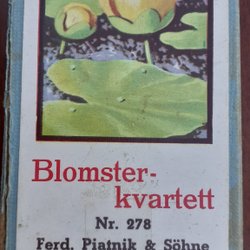 Blomster-
kvartett
Nr. 278
Ferd. Piatnik & Söhne